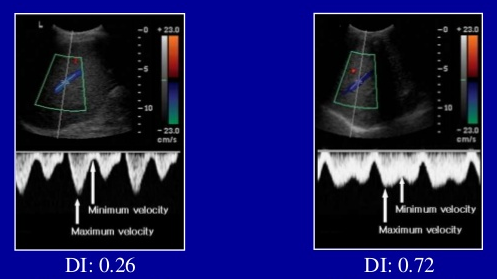 L
0
5
10
+ 23.0
- 23.0
cm/s
Minimum velocity
Maximum velocity
DI: 0.26
0
5
10
+ 23.0
- 23.0
cm/s
Minimum velocity
Maximum velocity
DI: 0.72